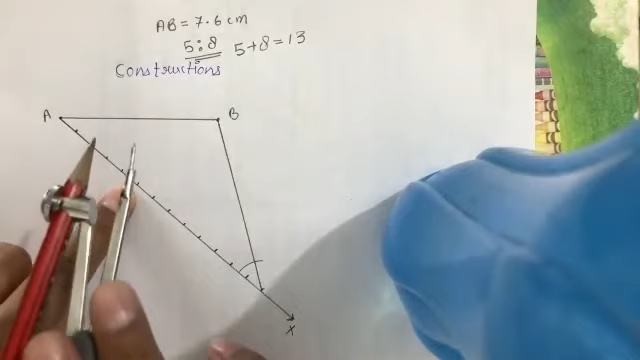 AB = 7.6 cm
5:8 5+8=13
Constructions
A B
X